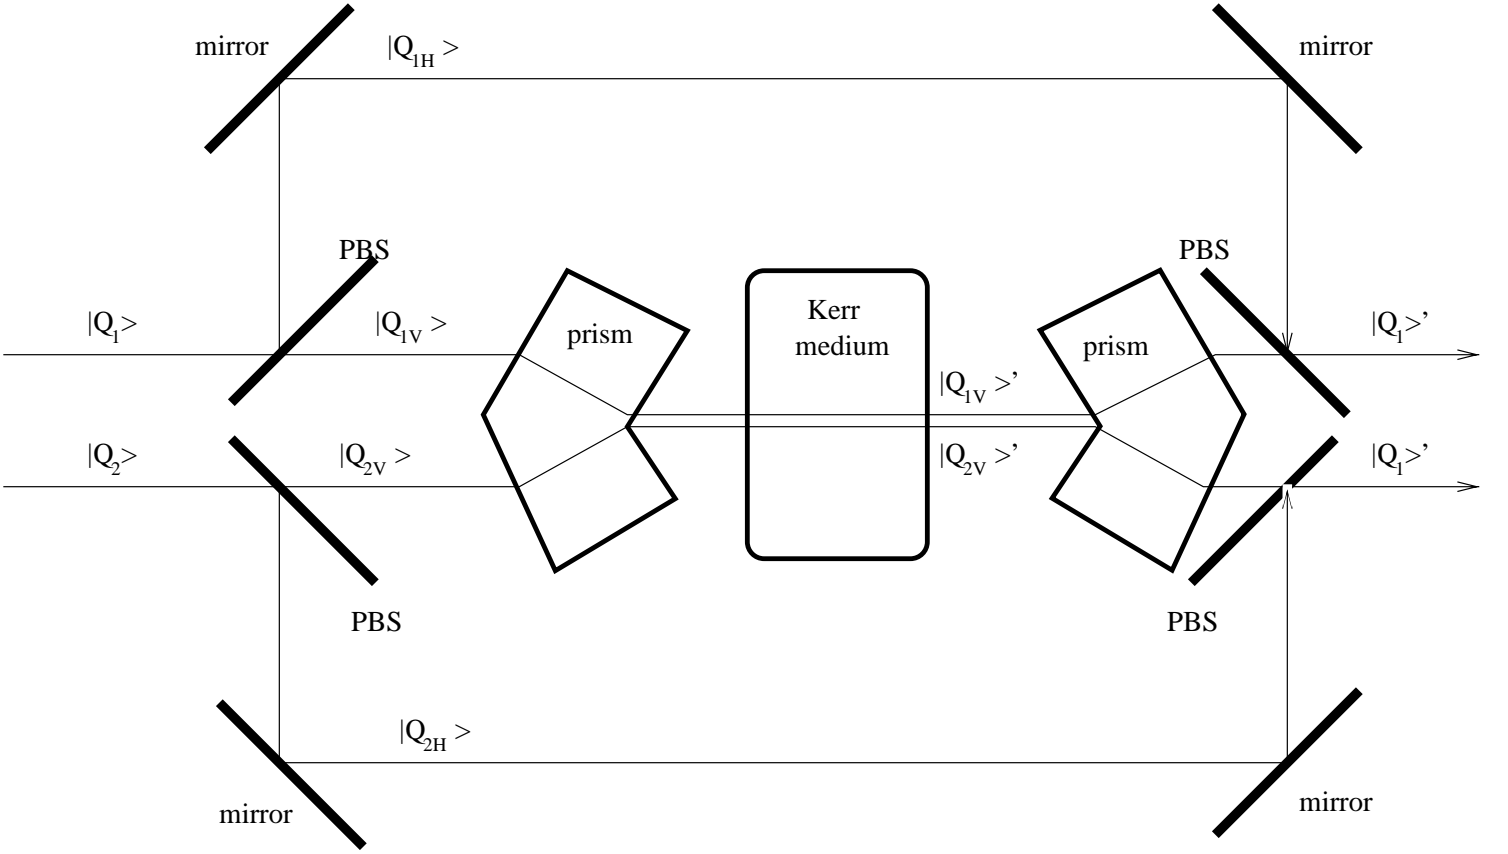 mirror
|Q1H >
mirror
PBS
PBS
|Q1>
|Q1V >
prism
Kerr
medium
prism
|Q1>’
|Q1V >’
|Q2>
|Q2V >
|Q2V >’
|Q1>’
PBS
PBS
|Q2H >
mirror
mirror